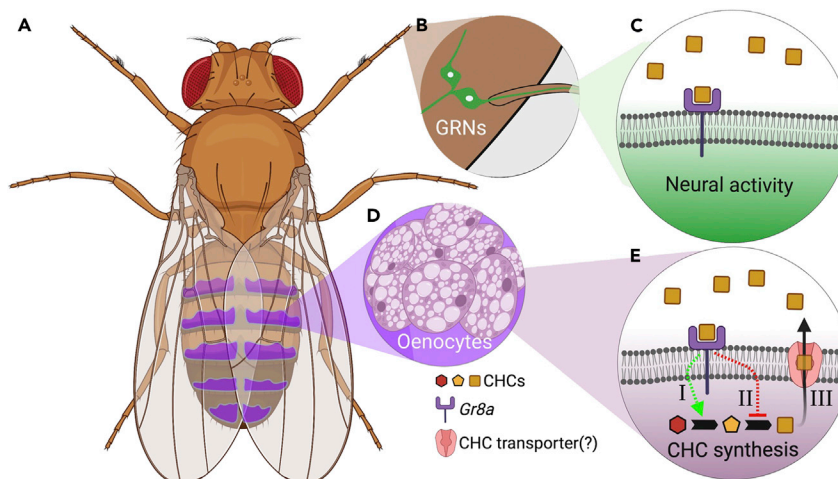 A
B
GRNs
C
Neural activity
D
Oenocytes
CHCs
Gr8a
CHC transporter(?)
E
I
II
III
CHC synthesis